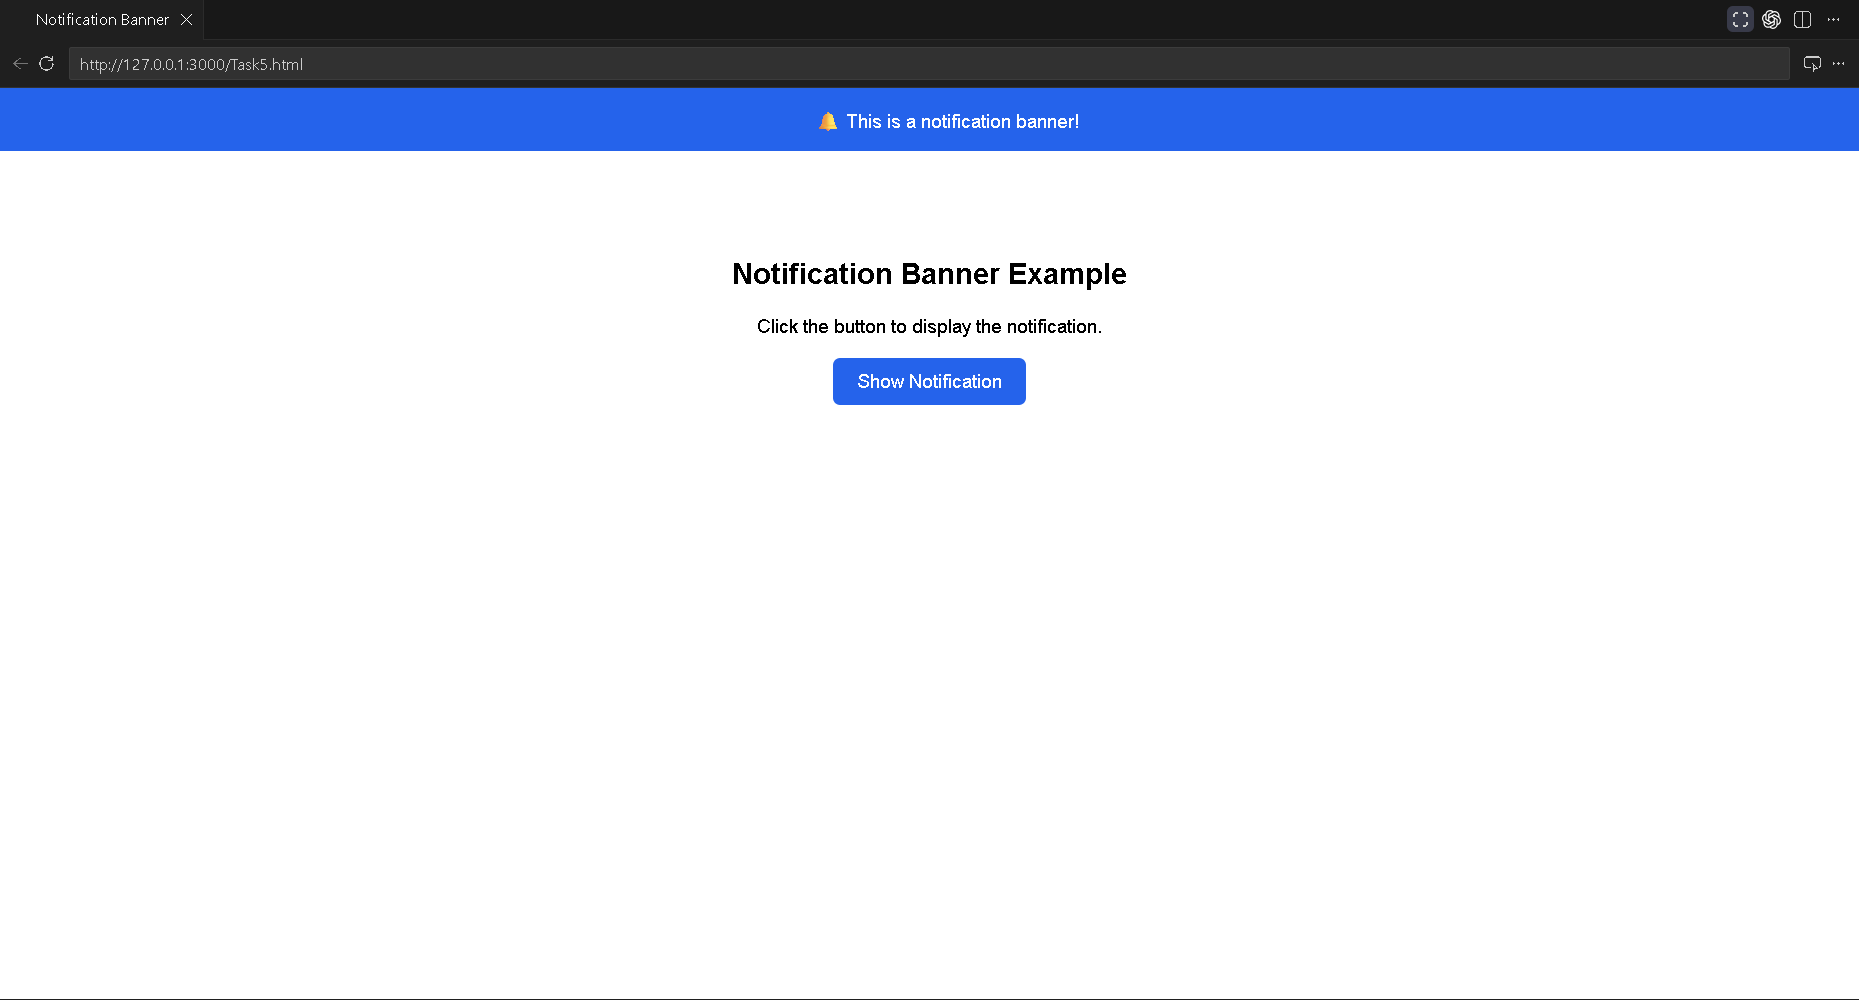 Notification Banner
http://127.0.0.1:3000/Task5.html
🔔 This is a notification banner!
Notification Banner Example
Click the button to display the notification.
Show Notification